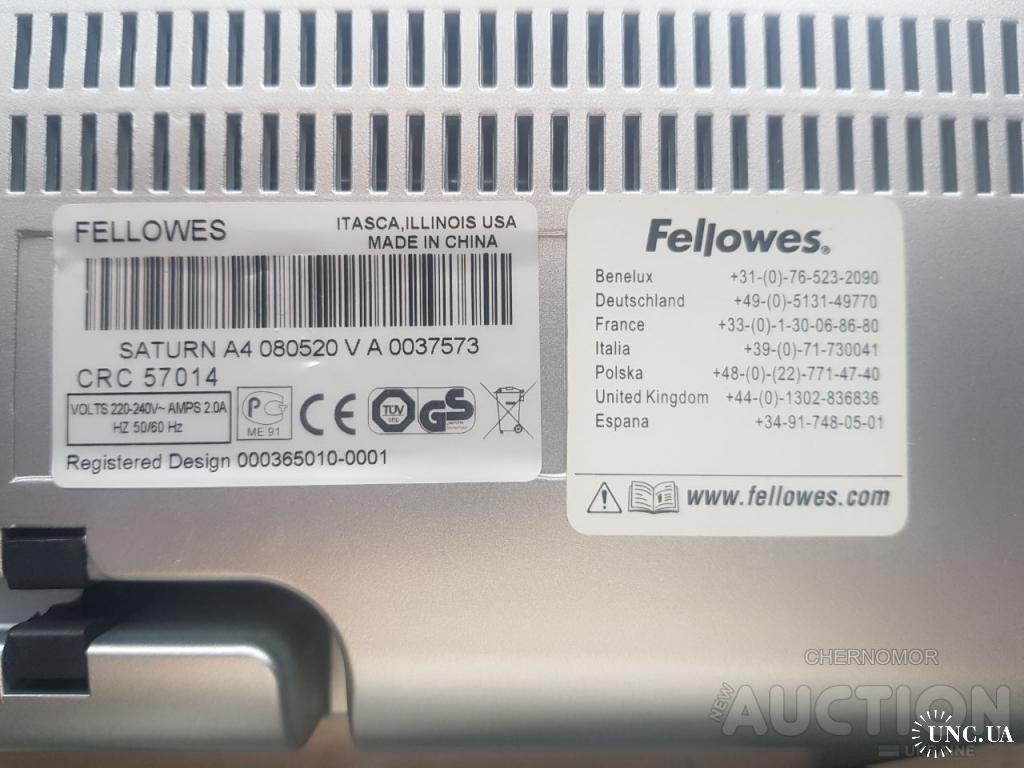 FELLOWES
ITASCA,ILLINOIS USA
MADE IN CHINA
SATURN A4 080520 V A 0037573
CRC 57014
VOLTS 220-240V~ AMPS 2.0A
HZ 50/60 Hz
ME 91
CE
TÜV
GS
Registered Design 000365010-0001
Fellowes®
Benelux +31-(0)-76-523-2090
Deutschland +49-(0)-5131-49770
France +33-(0)-1-30-06-86-80
Italia +39-(0)-71-730041
Polska +48-(0)-(22)-771-47-40
United Kingdom +44-(0)-1302-836836
Espana +34-91-748-05-01
www.fellowes.com
CHERNOMOR
NEW AUCTION
UNC.UA